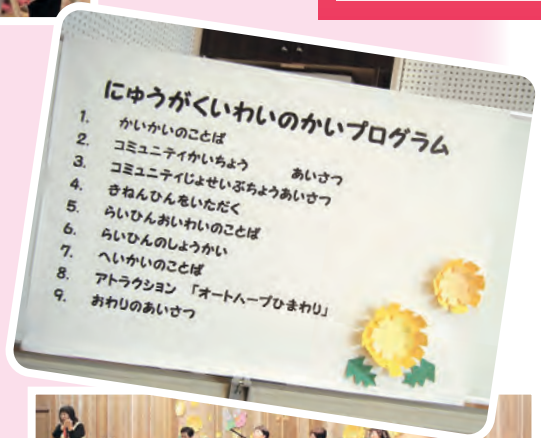 にゅうがくいわいのかいプログラム
1. かいかいのことば
2. コミュニテイかいちょう あいさつ
3. コミュニテイじょせいぶちょうあいさつ
4. きねんひんをいただく
5. らいひんおいわいのことば
6. らいひんのしょうかい
7. へいかいのことば
8. アトラクション 「オートハープひまわり」
9. おわりのあいさつ